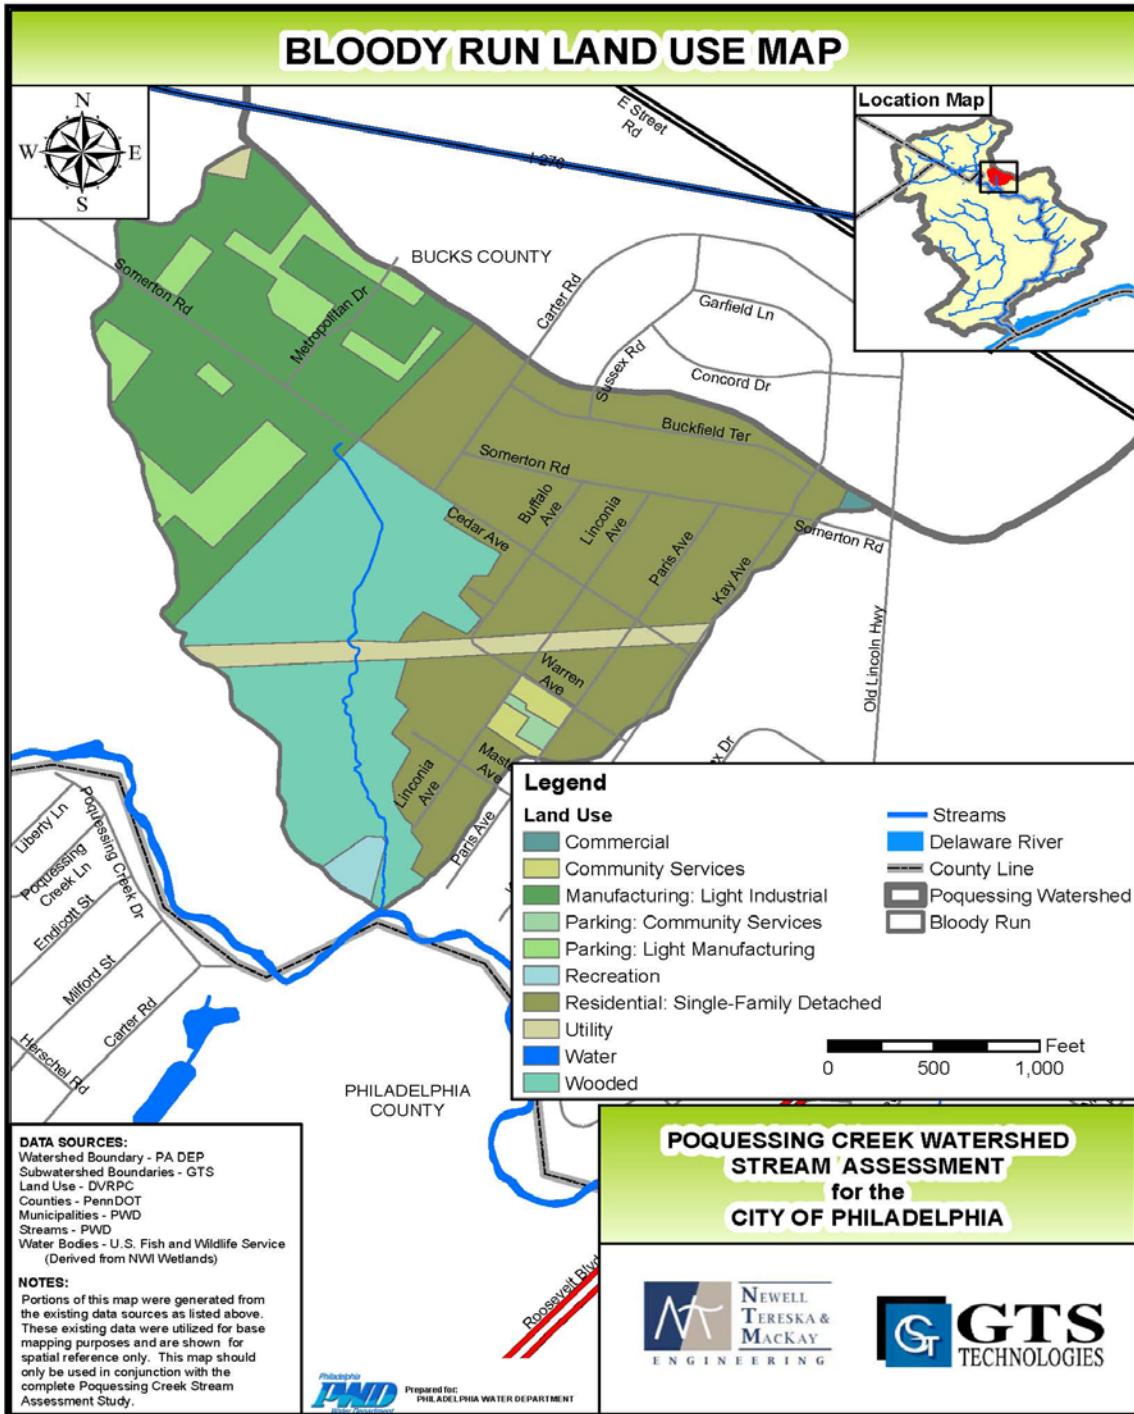 BLOODY RUN LAND USE MAP
N
W
E
S
E Street
Rd
I-276
Location Map
BUCKS COUNTY
Somerton Rd
Metropolitan Dr
Carter Rd
Garfield Ln
Sussex Rd
Concord Dr
Buckfield Ter
Somerton Rd
Buffalo
Ave
Linconia
Ave
Cedar Ave
Paris Ave
Somerton Rd
Kay Ave
Old Lincoln Hwy
Warren
Ave
Linconia
Ave
Ave
Paris Ave
Liberty Ln
Poquessing
Creek Ln
Poquessing Creek Dr
Endicott St
Milford St
Carter Rd
Herschel Rd
PHILADELPHIA
COUNTY
Roosevelt Blvd
Legend
Land Use
Commercial
Community Services
Manufacturing: Light Industrial
Parking: Community Services
Parking: Light Manufacturing
Recreation
Residential: Single-Family Detached
Utility
Water
Wooded
Streams
Delaware River
County Line
Poquessing Watershed
Bloody Run
Feet
0 500 1,000
DATA SOURCES:
Watershed Boundary - PA DEP
Subwatershed Boundaries - GTS
Land Use - DVRPC
Counties - PennDOT
Municipalities - PWD
Streams - PWD
Water Bodies - U.S. Fish and Wildlife Service
(Derived from NWI Wetlands)
NOTES:
Portions of this map were generated from
the existing data sources as listed above.
These existing data were utilized for base
mapping purposes and are shown for
spatial reference only. This map should
only be used in conjunction with the
complete Poquessing Creek Stream
Assessment Study.
Philadelphia
PWD
Water Department
Prepared for:
PHILADELPHIA WATER DEPARTMENT
POQUESSING CREEK WATERSHED
STREAM ASSESSMENT
for the
CITY OF PHILADELPHIA
NEWELL
TERESKA &
MACKAY
ENGINEERING
GTS
TECHNOLOGIES